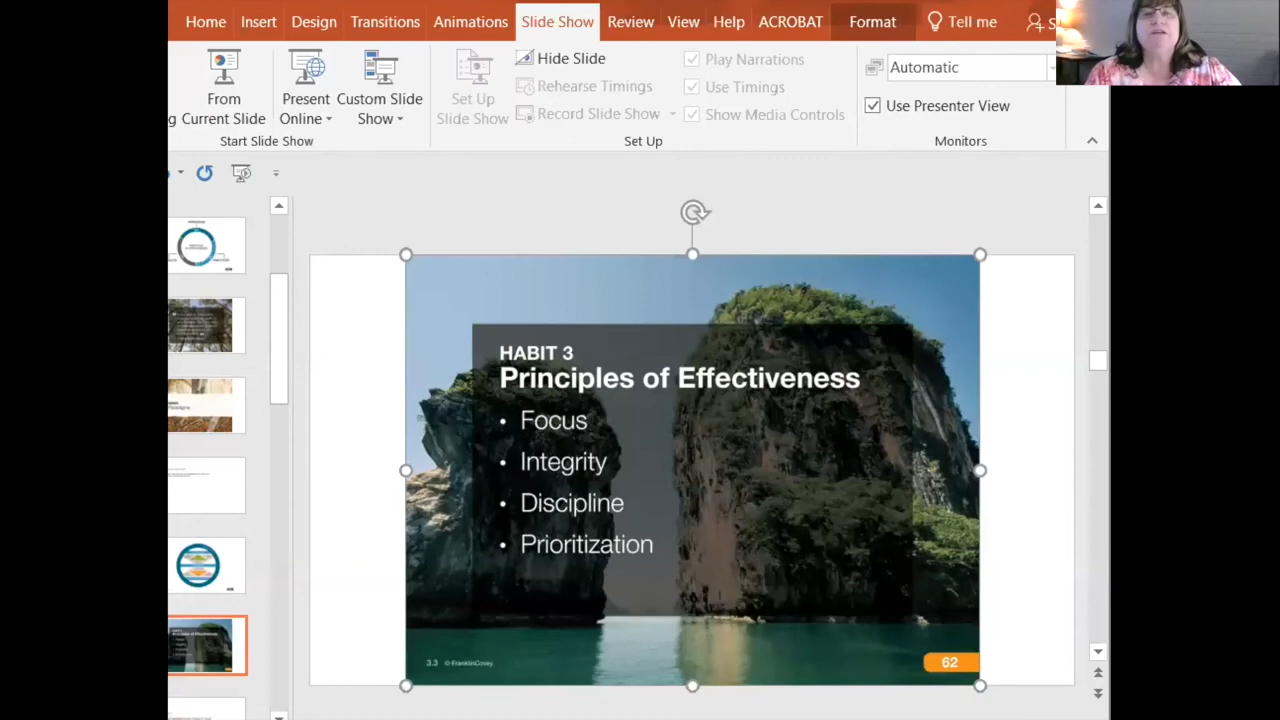 Home Insert Design Transitions Animations Slide Show Review View Help ACROBAT Format Tell me
From
Current Slide
Present
Online
Custom Slide
Show
Set Up
Slide Show
Hide Slide
Rehearse Timings
Record Slide Show
Play Narrations
Use Timings
Show Media Controls
Automatic
Use Presenter View
Start Slide Show Set Up Monitors
HABIT 3
Principles of Effectiveness
• Focus
• Integrity
• Discipline
• Prioritization
3.3 © FranklinCovey.
62